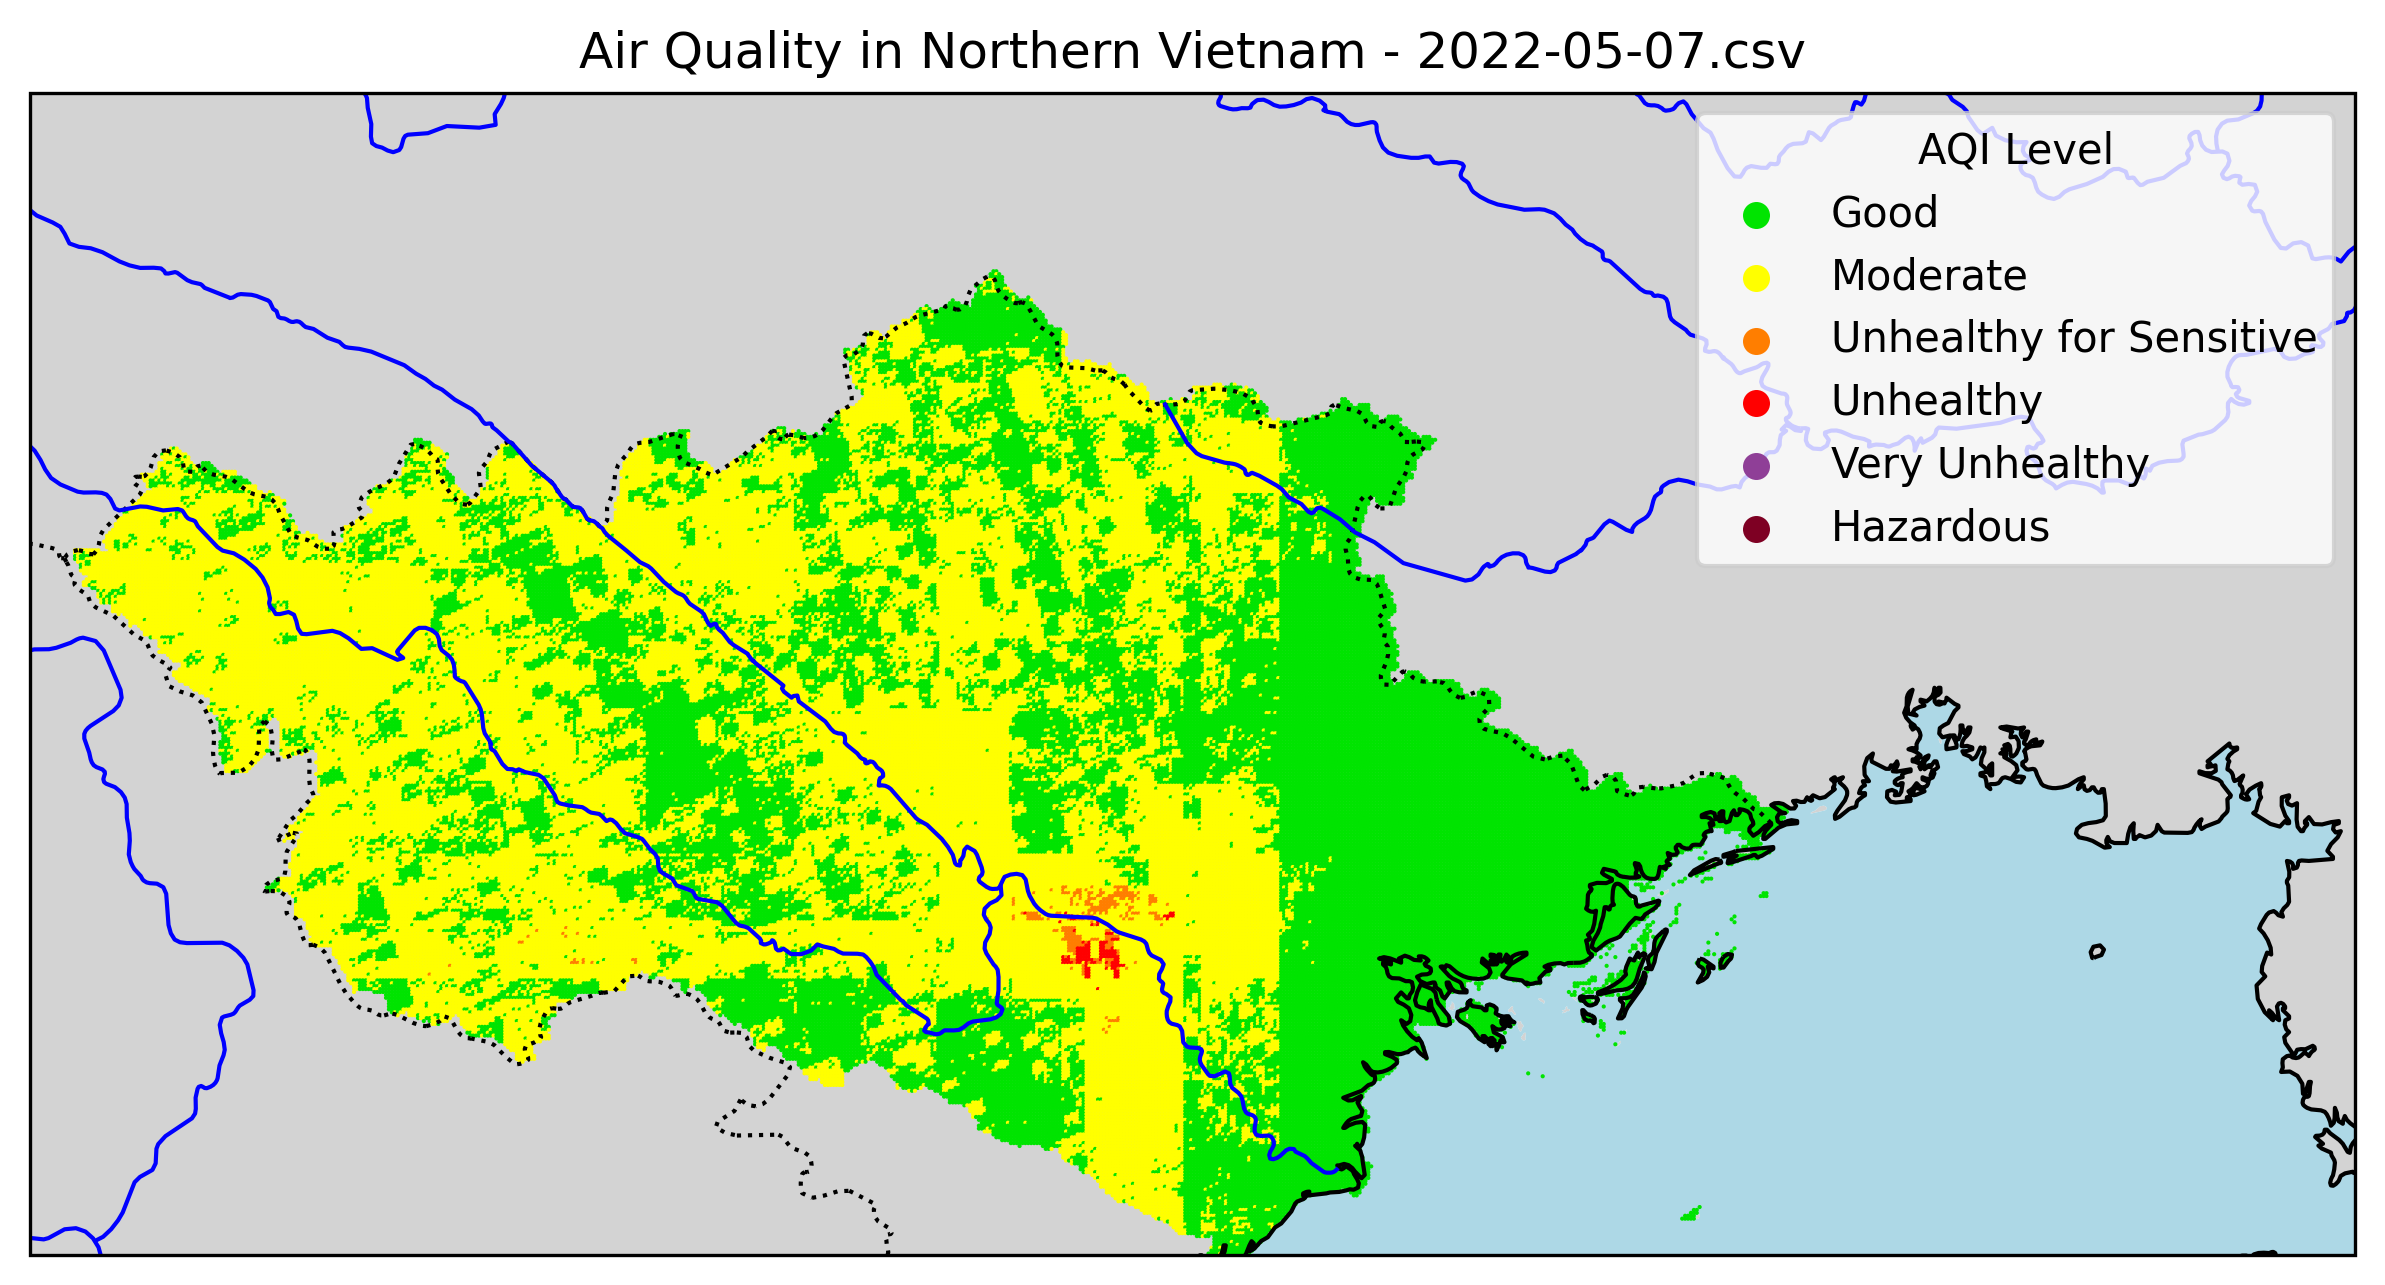 Air Quality in Northern Vietnam - 2022-05-07.csv
AQI Level
Good
Moderate
Unhealthy for Sensitive
Unhealthy
Very Unhealthy
Hazardous